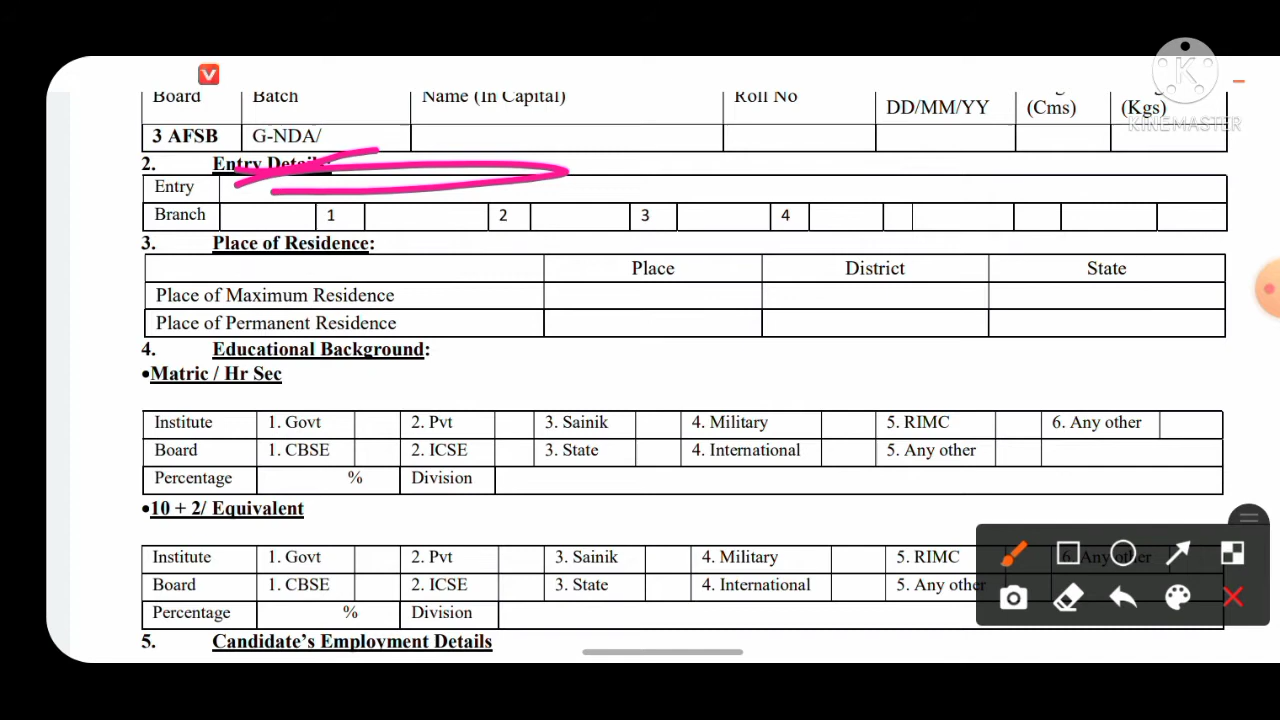 Board Batch Name (In Capital) Roll No DD/MM/YY (Cms) (Kgs)
KINEMASTER
3 AFSB G-NDA/
2. Entry Details:
Entry
Branch 1 2 3 4
3. Place of Residence:
Place District State
Place of Maximum Residence
Place of Permanent Residence
4. Educational Background:
•Matric / Hr Sec
Institute 1. Govt 2. Pvt 3. Sainik 4. Military 5. RIMC 6. Any other
Board 1. CBSE 2. ICSE 3. State 4. International 5. Any other
Percentage % Division
•10 + 2/ Equivalent
Institute 1. Govt 2. Pvt 3. Sainik 4. Military 5. RIMC 6. Any other
Board 1. CBSE 2. ICSE 3. State 4. International 5. Any other
Percentage % Division
5. Candidate's Employment Details